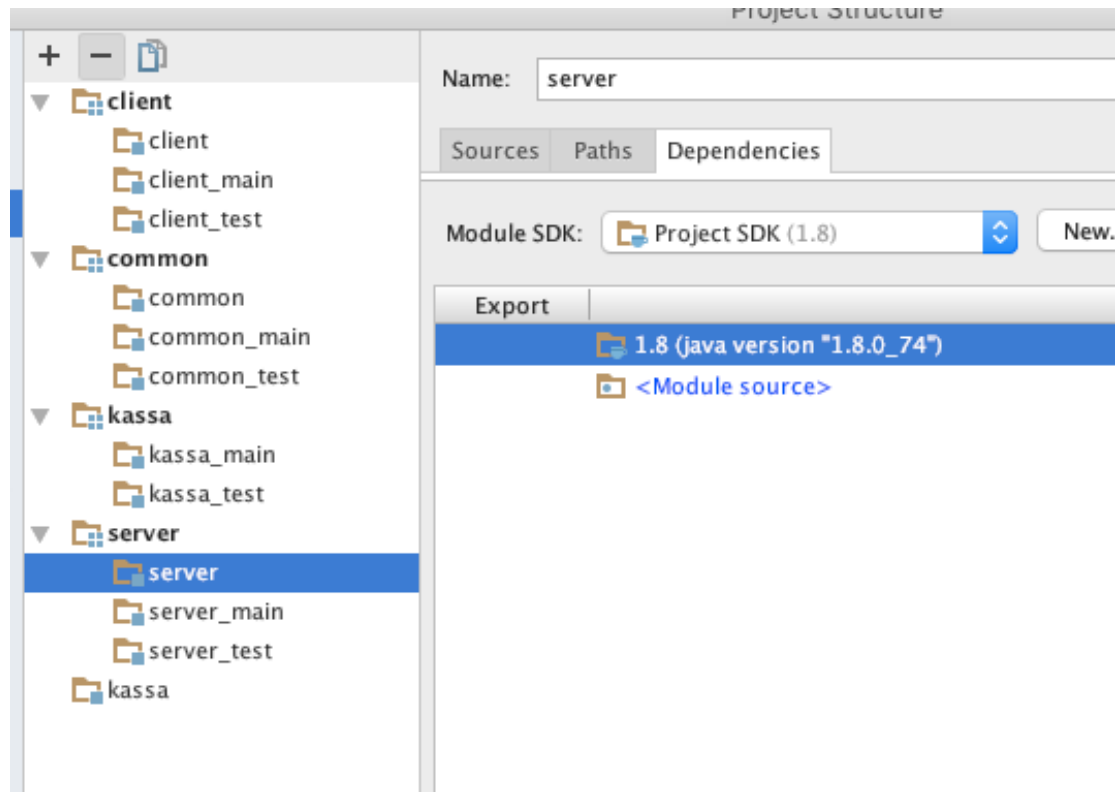 Project Structure
client
client
client_main
client_test
common
common
common_main
common_test
kassa
kassa_main
kassa_test
server
server
server_main
server_test
kassa
Name: server
Sources Paths Dependencies
Module SDK: Project SDK (1.8) New.
Export
1.8 (java version "1.8.0_74")
<Module source>